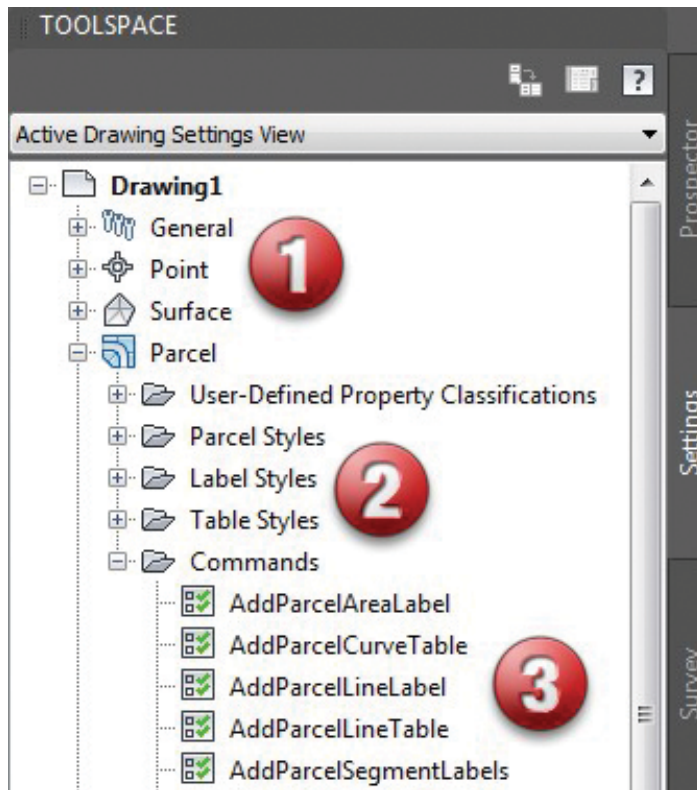 TOOLSPACE
?
Active Drawing Settings View
Drawing1
General
1
Point
Surface
Parcel
User-Defined Property Classifications
Parcel Styles
Label Styles
2
Table Styles
Commands
AddParcelAreaLabel
AddParcelCurveTable
AddParcelLineLabel
3
AddParcelLineTable
AddParcelSegmentLabels
Prospector
Settings
Survey